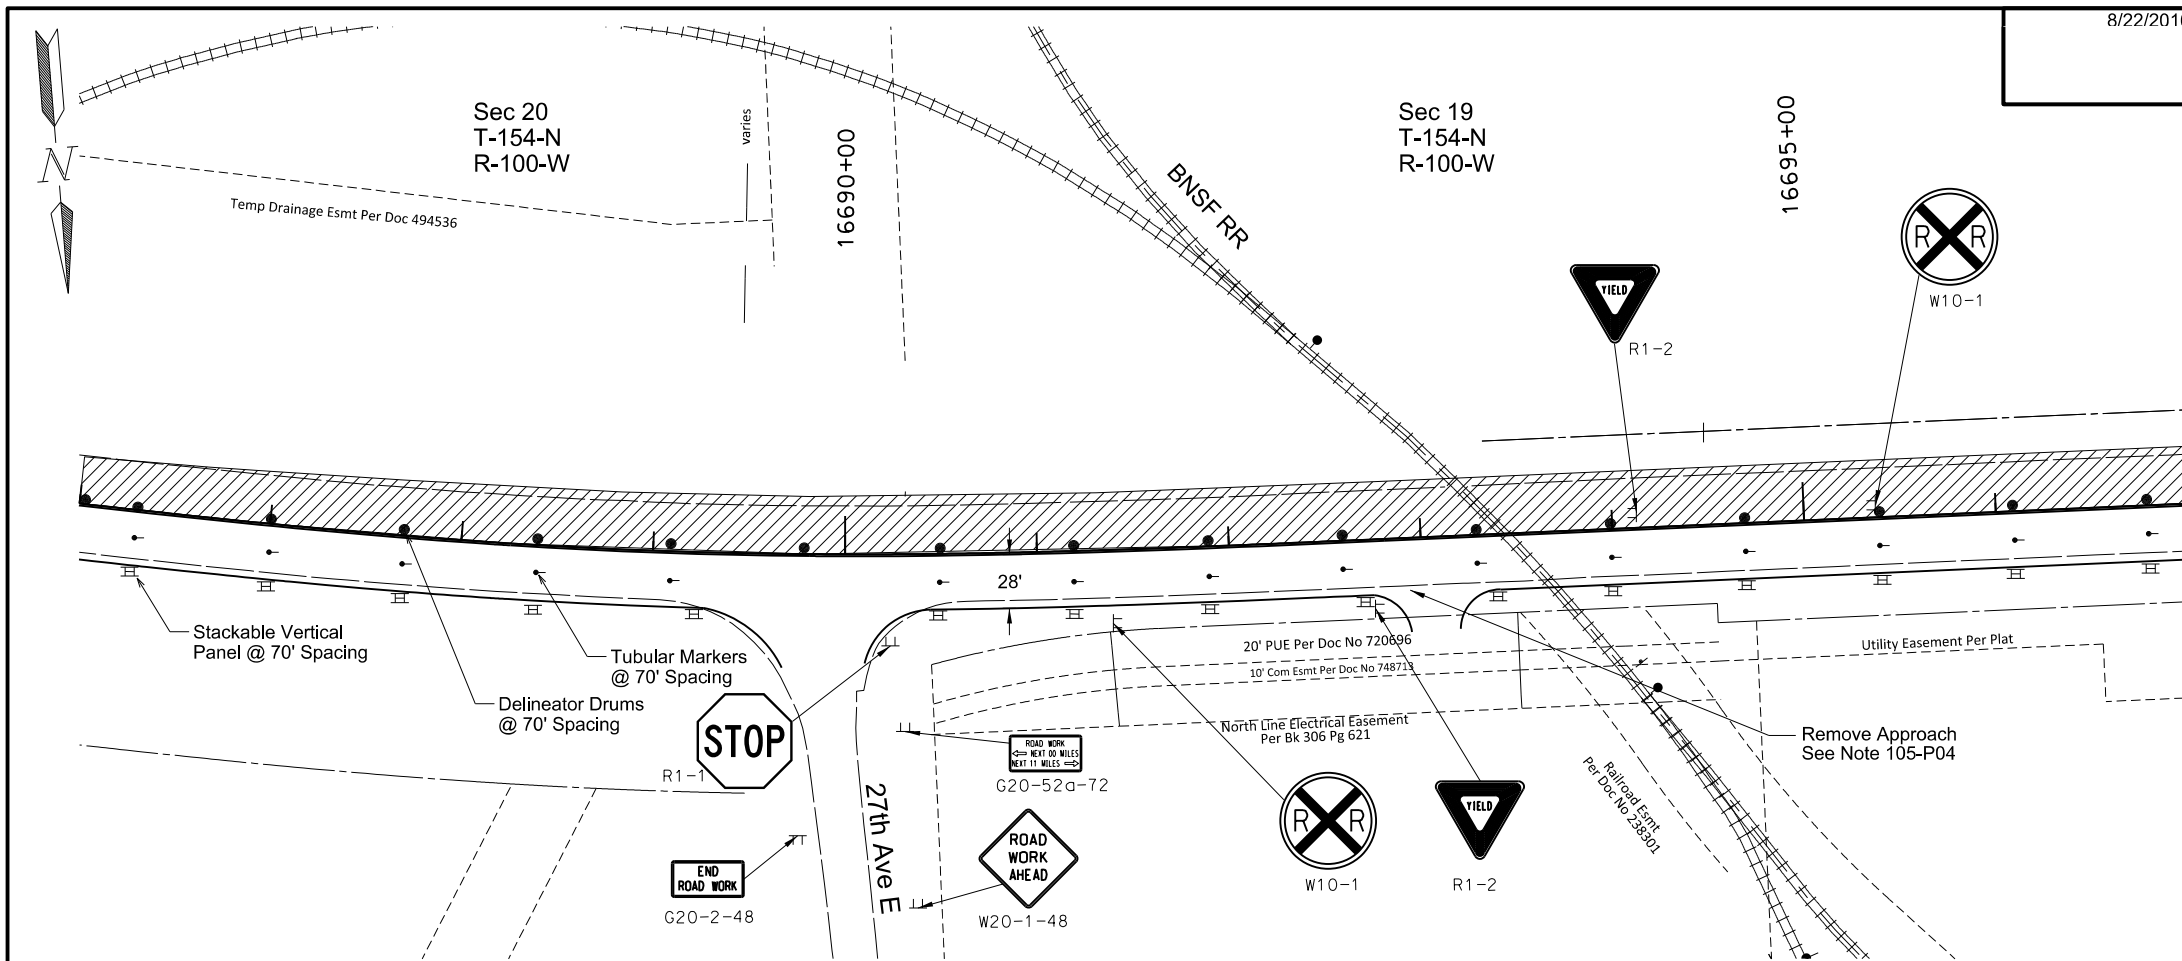 8/22/2016
N
Sec 20
T-154-N
R-100-W
varies
16690+00
Sec 19
T-154-N
R-100-W
16695+00
BNSF RR
Temp Drainage Esmt Per Doc 494536
R R
W10-1
YIELD
R1-2
28'
Stackable Vertical
Panel @ 70' Spacing
Tubular Markers
@ 70' Spacing
Delineator Drums
@ 70' Spacing
20' PUE Per Doc No 720696
10' Com Esmt Per Doc No 748713
Utility Easement Per Plat
North Line Electrical Easement
Per Bk 306 Pg 621
Remove Approach
See Note 105-P04
STOP
R1-1
ROAD WORK
NEXT 00 MILES
NEXT 11 MILES
G20-52a-72
27th Ave E
Railroad Esmt
Per Doc No 238301
END
ROAD WORK
G20-2-48
ROAD
WORK
AHEAD
W20-1-48
R R
W10-1
YIELD
R1-2